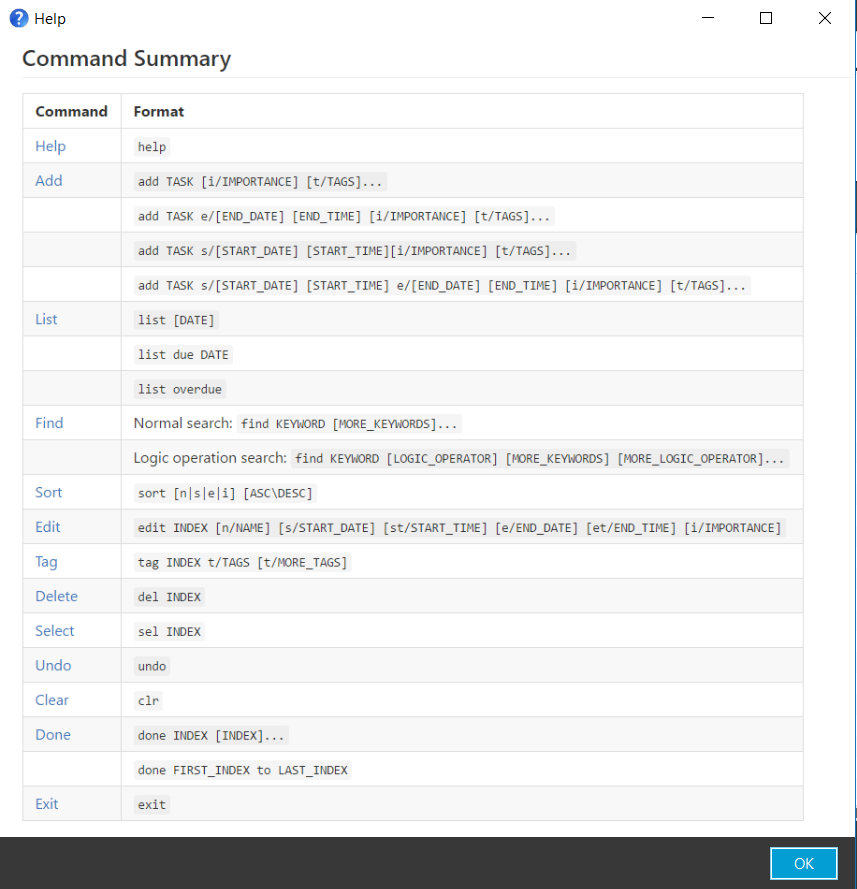 Help
Command Summary
Command Format
Help help
Add add TASK [i/IMPORTANCE] [t/TAGS]...
add TASK e/[END_DATE] [END_TIME] [i/IMPORTANCE] [t/TAGS]...
add TASK s/[START_DATE] [START_TIME][i/IMPORTANCE] [t/TAGS]...
add TASK s/[START_DATE] [START_TIME] e/[END_DATE] [END_TIME] [i/IMPORTANCE] [t/TAGS]...
List list [DATE]
list due DATE
list overdue
Find Normal search: find KEYWORD [MORE_KEYWORDS]...
Logic operation search: find KEYWORD [LOGIC_OPERATOR] [MORE_KEYWORDS] [MORE_LOGIC_OPERATOR]...
Sort sort [n|s|e|i] [ASC\DESC]
Edit edit INDEX [n/NAME] [s/START_DATE] [st/START_TIME] [e/END_DATE] [et/END_TIME] [i/IMPORTANCE]
Tag tag INDEX t/TAGS [t/MORE_TAGS]
Delete del INDEX
Select sel INDEX
Undo undo
Clear clr
Done done INDEX [INDEX]...
done FIRST_INDEX to LAST_INDEX
Exit exit
OK